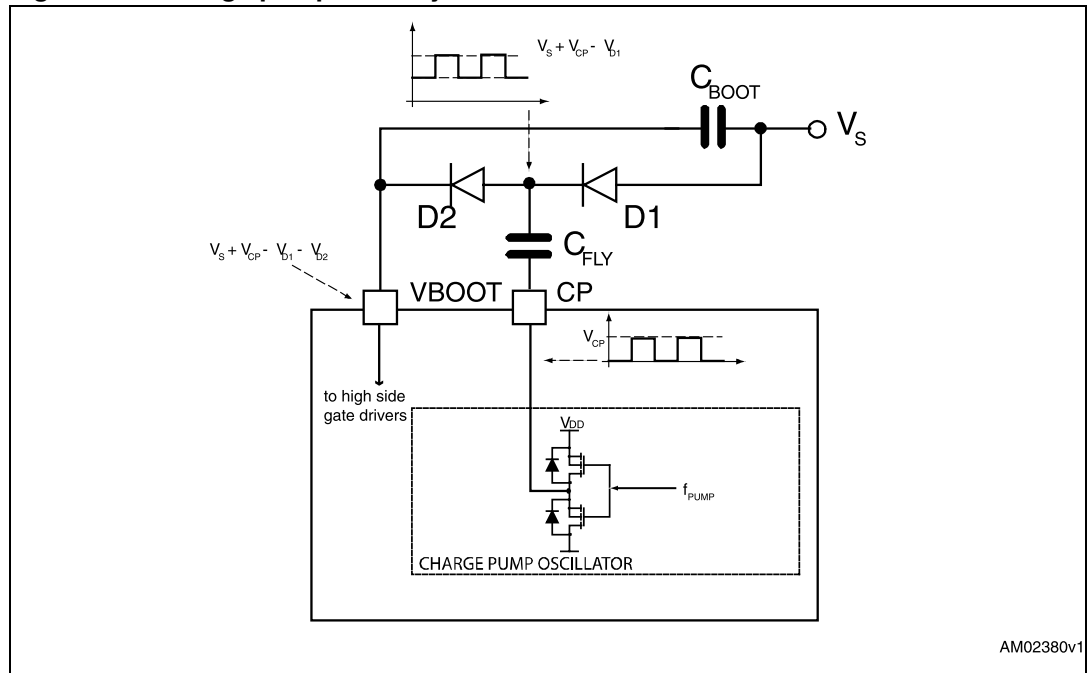 V_S + V_CP - V_D1
C_BOOT
V_S
D2
D1
C_FLY
V_S + V_CP - V_D1 - V_D2
VBOOT
CP
V_CP
to high side
gate drivers
V_DD
f_PUMP
CHARGE PUMP OSCILLATOR
AM02380v1